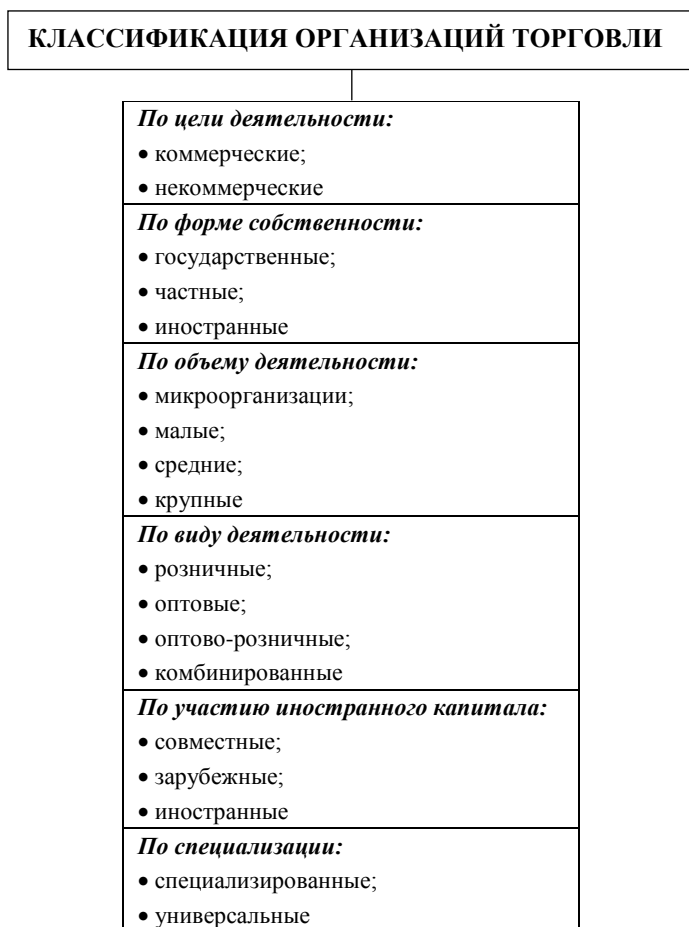 КЛАССИФИКАЦИЯ ОРГАНИЗАЦИЙ ТОРГОВЛИ
По цели деятельности:
• коммерческие;
• некоммерческие
По форме собственности:
• государственные;
• частные;
• иностранные
По объему деятельности:
• микроорганизации;
• малые;
• средние;
• крупные
По виду деятельности:
• розничные;
• оптовые;
• оптово-розничные;
• комбинированные
По участию иностранного капитала:
• совместные;
• зарубежные;
• иностранные
По специализации:
• специализированные;
• универсальные